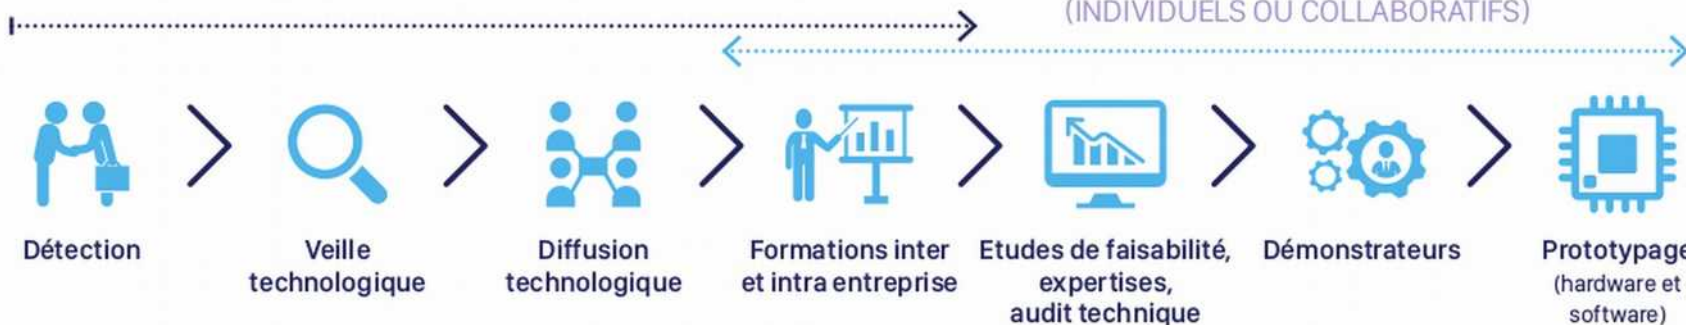 (INDIVIDUELS OU COLLABORATIFS)
Détection
Veille
technologique
Diffusion
technologique
Formations inter
et intra entreprise
Etudes de faisabilité,
expertises,
audit technique
Démonstrateurs
Prototypage
(hardware et
software)